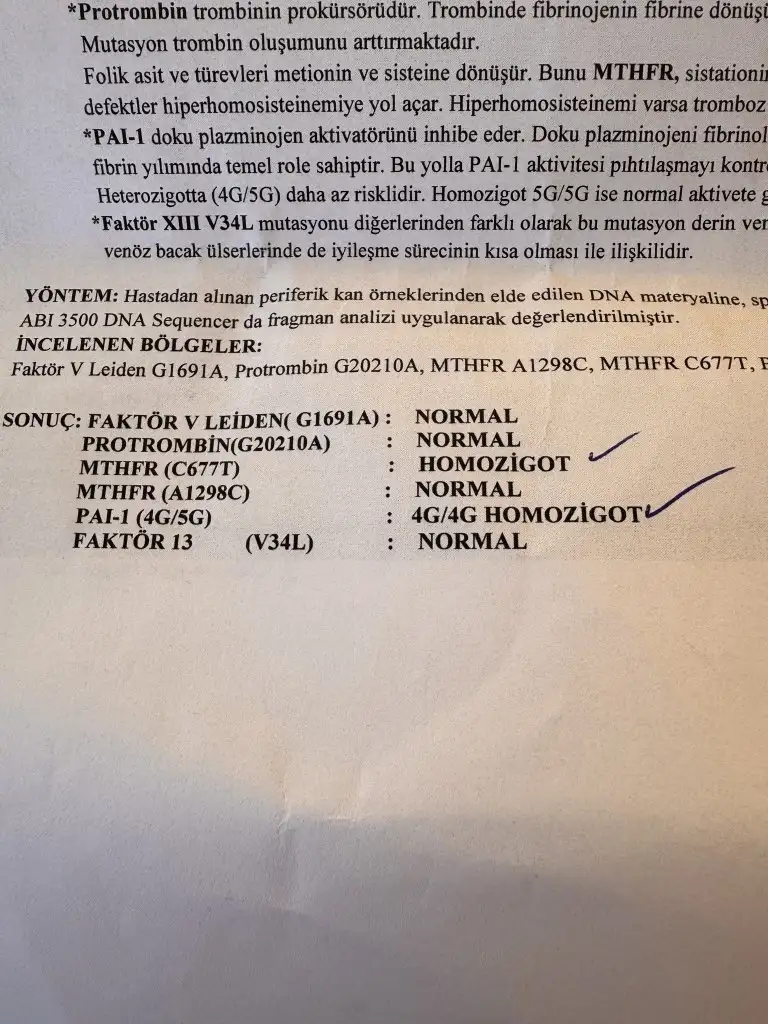 *Protrombin trombinin prokürsörüdür. Trombinde fibrinojenin fibrine
Mutasyon trombin oluşumunu arttırmaktadır.
Folik asit ve türevleri metionin ve sisteine dönüşür. Bunu MTHFR,
defektler hiperhomosisteinemiye yol açar. Hiperhomosisteinemi varsa
*PAI-1 doku plazminojen aktivatörünü inhibe eder. Doku plazminojeni
fibrin yılımında temel role sahiptir. Bu yolla PAI-1 aktivitesi pıhtılaşmayı
Heterozigotta (4G/5G) daha az risklidir. Homozigot 5G/5G ise normal aktivete
*Faktör XIII V34L mutasyonu diğerlerinden farklı olarak bu mutasyon derin
venöz bacak ülserlerinde de iyileşme sürecinin kısa olması ile ilişkilidir.
YÖNTEM: Hastadan alınan periferik kan örneklerinden elde edilen DNA materyaline,
ABI 3500 DNA Sequencer da fragman analizi uygulanarak değerlendirilmiştir.
İNCELENEN BÖLGELER:
Faktör V Leiden G1691A, Protrombin G20210A, MTHFR A1298C, MTHFR C677T,
SONUÇ: FAKTÖR V LEİDEN( G1691A) : NORMAL
PROTROMBİN(G20210A) : NORMAL
MTHFR (C677T) : HOMOZİGOT
MTHFR (A1298C) : NORMAL
PAI-1 (4G/5G) : 4G/4G HOMOZİGOT
FAKTÖR 13 (V34L) : NORMAL